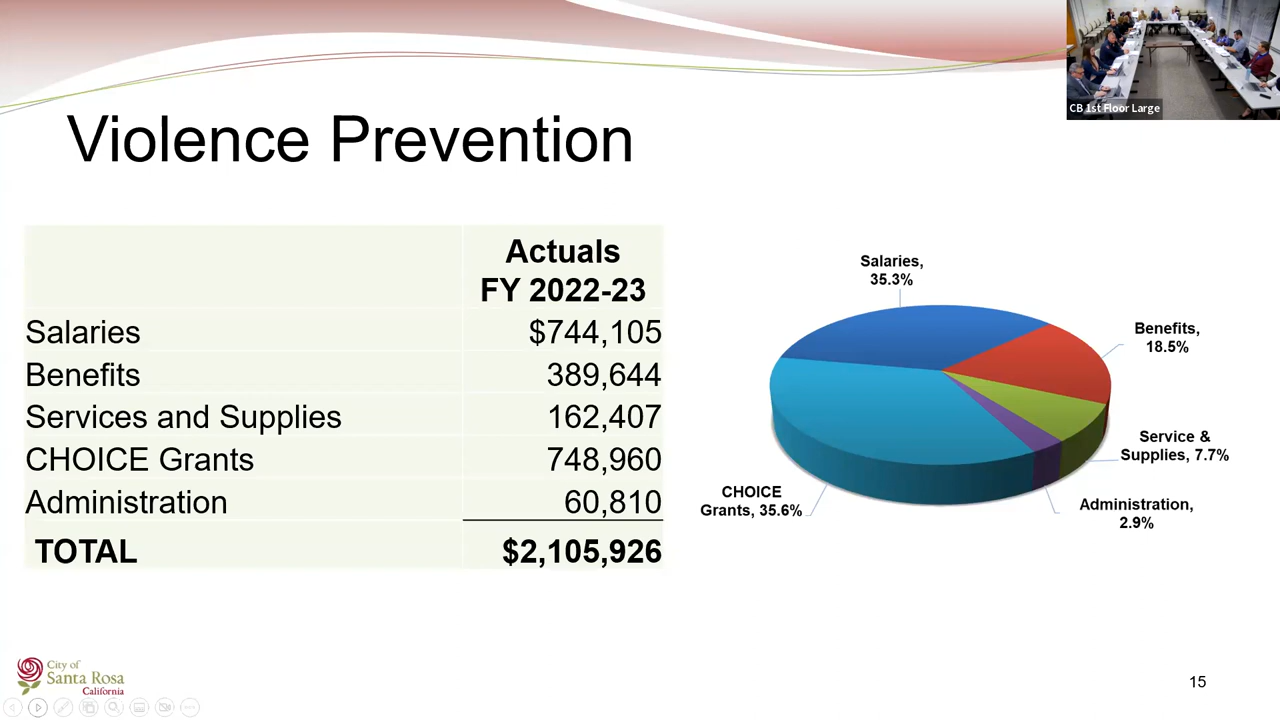 CB 1st Floor Large
Violence Prevention
Actuals
FY 2022-23
Salaries $744,105
Benefits 389,644
Services and Supplies 162,407
CHOICE Grants 748,960
Administration 60,810
TOTAL $2,105,926
Salaries,
35.3%
Benefits,
18.5%
Service &
Supplies, 7.7%
Administration,
2.9%
CHOICE
Grants, 35.6%
City of
Santa Rosa
California
15